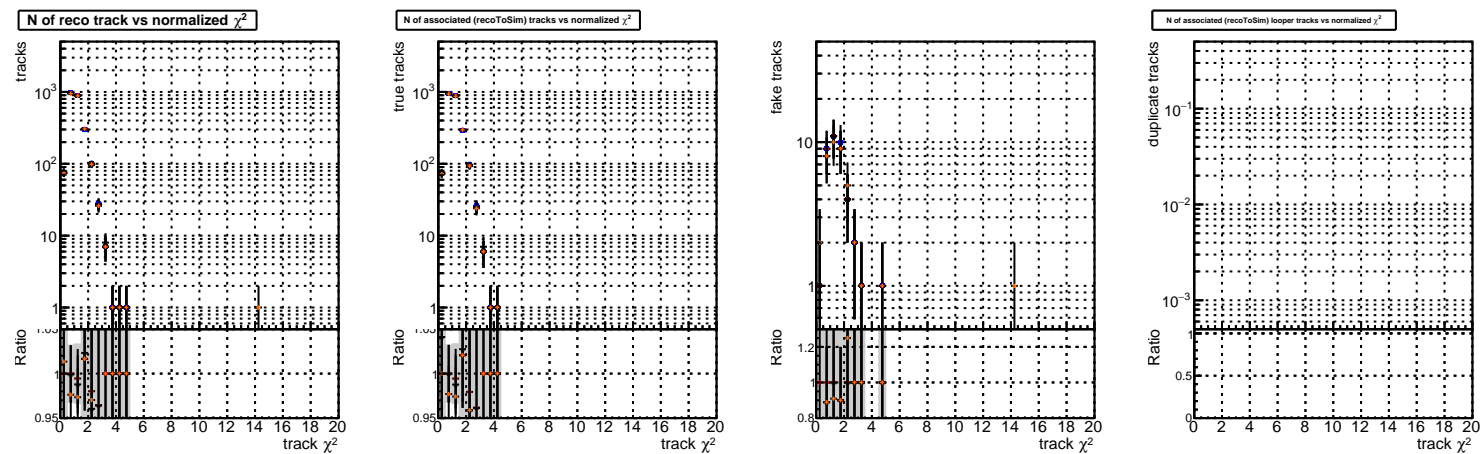 N of reco track vs normalized χ²
tracks
10³
10²
10
1
Ratio
1.05
1
0.95
0 2 4 6 8 10 12 14 16 18 20
track χ²
N of associated (recoToSim) tracks vs normalized χ²
true tracks
10³
10²
10
1
Ratio
1.05
1
0.95
0 2 4 6 8 10 12 14 16 18 20
track χ²
fake tracks
10
1
Ratio
1.2
1
0.8
0 2 4 6 8 10 12 14 16 18 20
track χ²
N of associated (recoToSim) looper tracks vs normalized χ²
duplicate tracks
10⁻¹
10⁻²
10⁻³
Ratio
1
0.5
0
0 2 4 6 8 10 12 14 16 18 20
track χ²